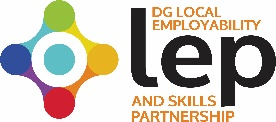 DG LOCAL
EMPLOYABILITY
lep
AND SKILLS
PARTNERSHIP